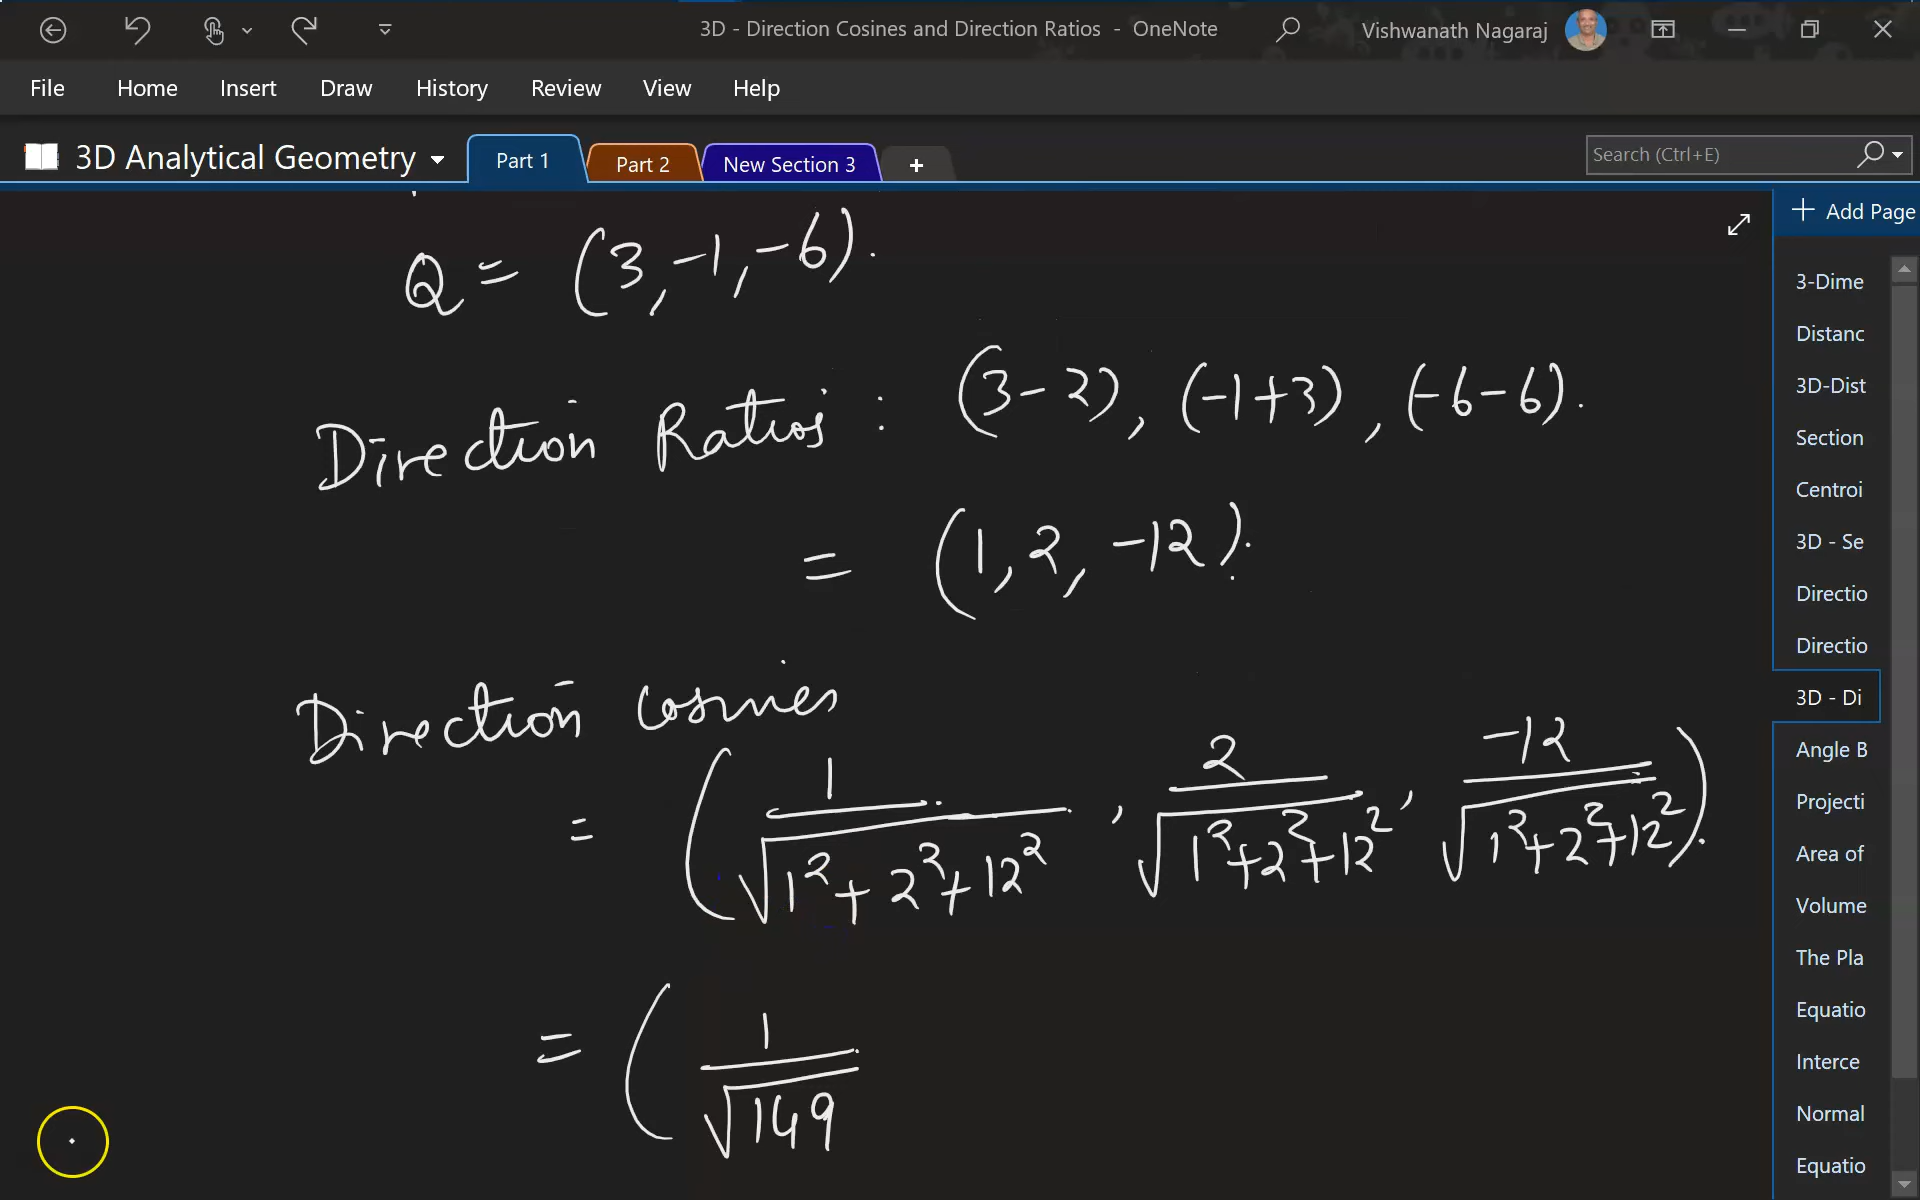 3D - Direction Cosines and Direction Ratios - OneNote
Vishwanath Nagaraj
File Home Insert Draw History Review View Help
3D Analytical Geometry
Part 1
Part 2
New Section 3
+
Search (Ctrl+E)
+ Add Page
Q = (3, -1, -6).
Direction Ratios : (3-2), (-1+3), (-6-6).
= (1, 2, -12).
Direction Cosines
= (1/√(1²+2²+12²), 2/√(1²+2²+12²), -12/√(1²+2²+12²)).
= (1/√149
3-Dime
Distanc
3D-Dist
Section
Centroi
3D - Se
Directio
Directio
3D - Di
Angle B
Projecti
Area of
Volume
The Pla
Equatio
Interce
Normal
Equatio